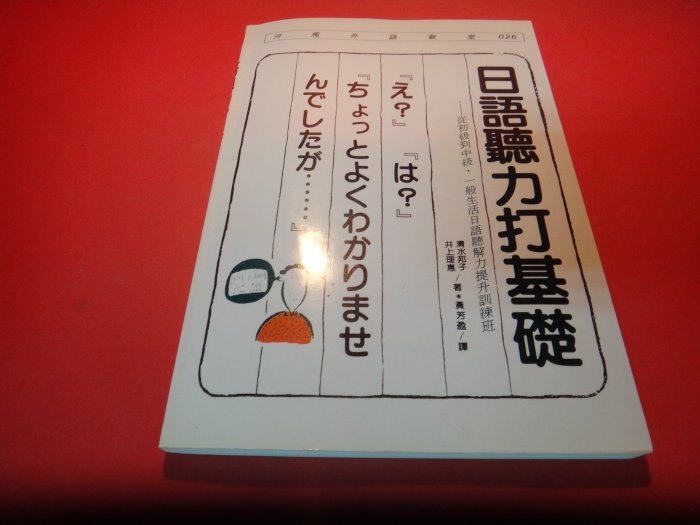 河馬外語教室 026
日語聽力打基礎
──從初級到中級，一般生活日語聽解力提升訓練班
清水邦子
井上理惠／著＊黃芳盈／譯
『え？』『は？』
『ちょっとよくわかりませ
んでしたが‥‥‥』